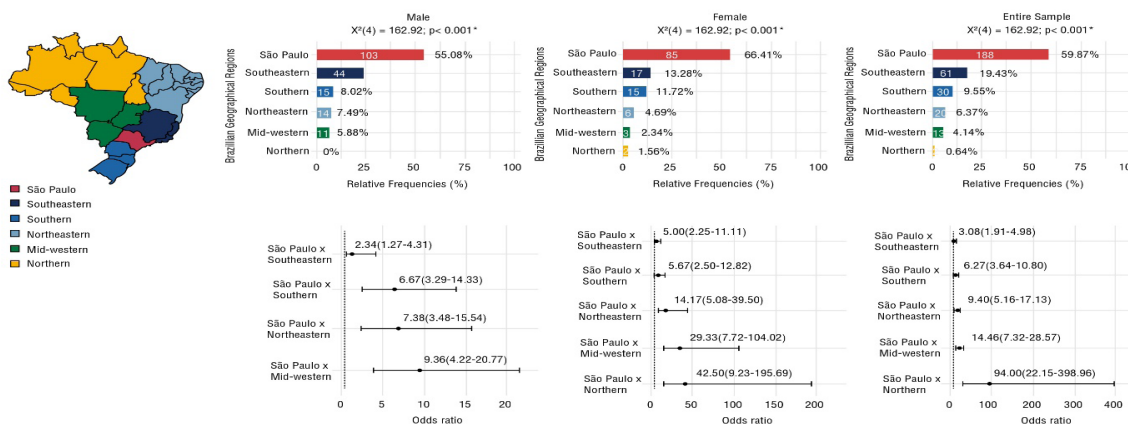 Male
X²(4) = 162.92; p< 0.001*
Brazillian Geographical Regions
São Paulo 103 55.08%
Southeastern 44
Southern 15 8.02%
Northeastern 14 7.49%
Mid-western 11 5.88%
Northern 0%
0 20 40 60 80 100
Relative Frequencies (%)
Female
X²(4) = 162.92; p< 0.001*
Brazillian Geographical Regions
São Paulo 85 66.41%
Southeastern 17 13.28%
Southern 15 11.72%
Northeastern 6 4.69%
Mid-western 3 2.34%
Northern 1.56%
0 20 40 60 80 100
Relative Frequencies (%)
Entire Sample
X²(4) = 162.92; p< 0.001*
Brazillian Geographical Regions
São Paulo 188 59.87%
Southeastern 61 19.43%
Southern 30 9.55%
Northeastern 20 6.37%
Mid-western 13 4.14%
Northern 0.64%
0 20 40 60 80 100
Relative Frequencies (%)
São Paulo
Southeastern
Southern
Northeastern
Mid-western
Northern
São Paulo x
Southeastern
2.34(1.27-4.31)
São Paulo x
Southern
6.67(3.29-14.33)
São Paulo x
Northeastern
7.38(3.48-15.54)
São Paulo x
Mid-western
9.36(4.22-20.77)
0 5 10 15 20
Odds ratio
São Paulo x
Southeastern
5.00(2.25-11.11)
São Paulo x
Southern
5.67(2.50-12.82)
São Paulo x
Northeastern
14.17(5.08-39.50)
São Paulo x
Mid-western
29.33(7.72-104.02)
São Paulo x
Northern
42.50(9.23-195.69)
0 50 100 150 200
Odds ratio
São Paulo x
Southeastern
3.08(1.91-4.98)
São Paulo x
Southern
6.27(3.64-10.80)
São Paulo x
Northeastern
9.40(5.16-17.13)
São Paulo x
Mid-western
14.46(7.32-28.57)
São Paulo x
Northern
94.00(22.15-398.96)
0 100 200 300 400
Odds ratio